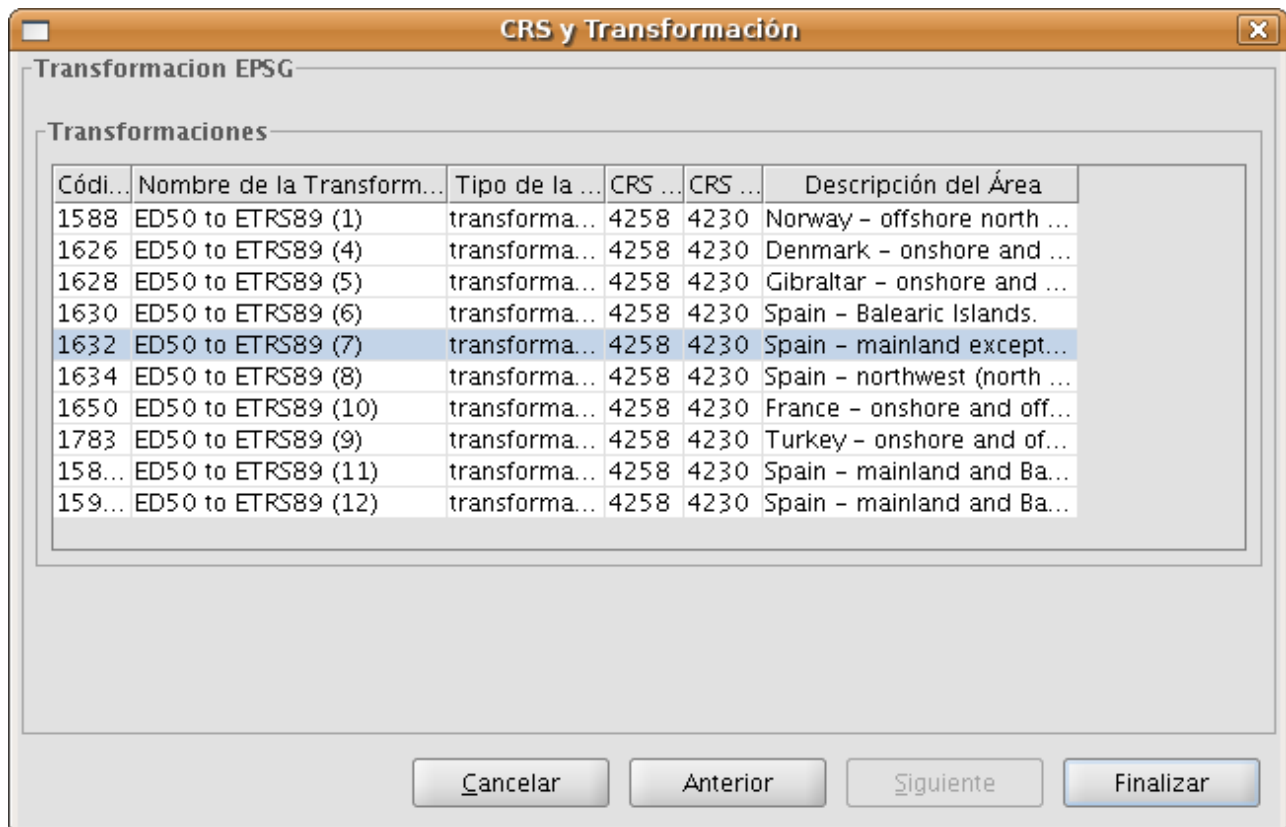 CRS y Transformación
Transformacion EPSG
Transformaciones
Códi... Nombre de la Transform... Tipo de la ... CRS ... CRS ... Descripción del Área
1588 ED50 to ETRS89 (1) transforma... 4258 4230 Norway – offshore north ...
1626 ED50 to ETRS89 (4) transforma... 4258 4230 Denmark – onshore and ...
1628 ED50 to ETRS89 (5) transforma... 4258 4230 Gibraltar – onshore and ...
1630 ED50 to ETRS89 (6) transforma... 4258 4230 Spain – Balearic Islands.
1632 ED50 to ETRS89 (7) transforma... 4258 4230 Spain – mainland except...
1634 ED50 to ETRS89 (8) transforma... 4258 4230 Spain – northwest (north ...
1650 ED50 to ETRS89 (10) transforma... 4258 4230 France – onshore and off...
1783 ED50 to ETRS89 (9) transforma... 4258 4230 Turkey – onshore and of...
158... ED50 to ETRS89 (11) transforma... 4258 4230 Spain – mainland and Ba...
159... ED50 to ETRS89 (12) transforma... 4258 4230 Spain – mainland and Ba...
Cancelar Anterior Siguiente Finalizar